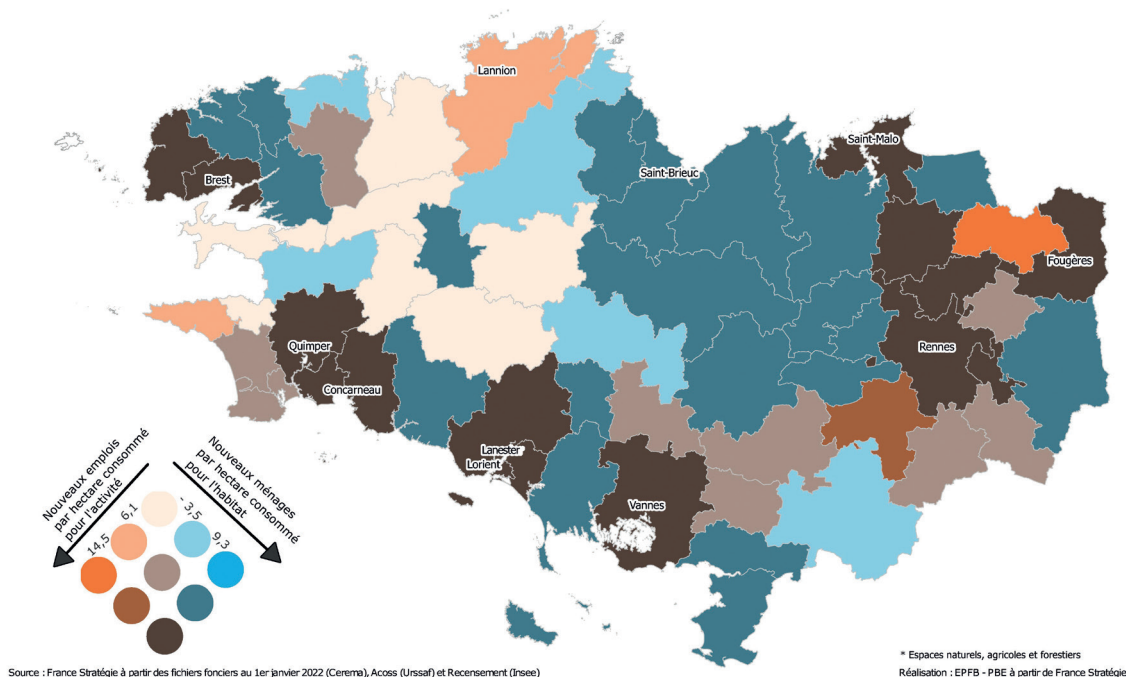 Lannion
Saint-Malo
Brest
Saint-Brieuc
Fougères
Quimper
Rennes
Concarneau
Lanester
Lorient
Vannes
Nouveaux emplois
par hectare consommé
pour l'activité
Nouveaux ménages
par hectare consommé
pour l'habitat
6,1
- 3,5
14,5
9,3
* Espaces naturels, agricoles et forestiers
Source : France Stratégie à partir des fichiers fonciers au 1er janvier 2022 (Cerema), Acoss (Urssaf) et Recensement (Insee)
Réalisation : EPFB - PBE à partir de France Stratégie